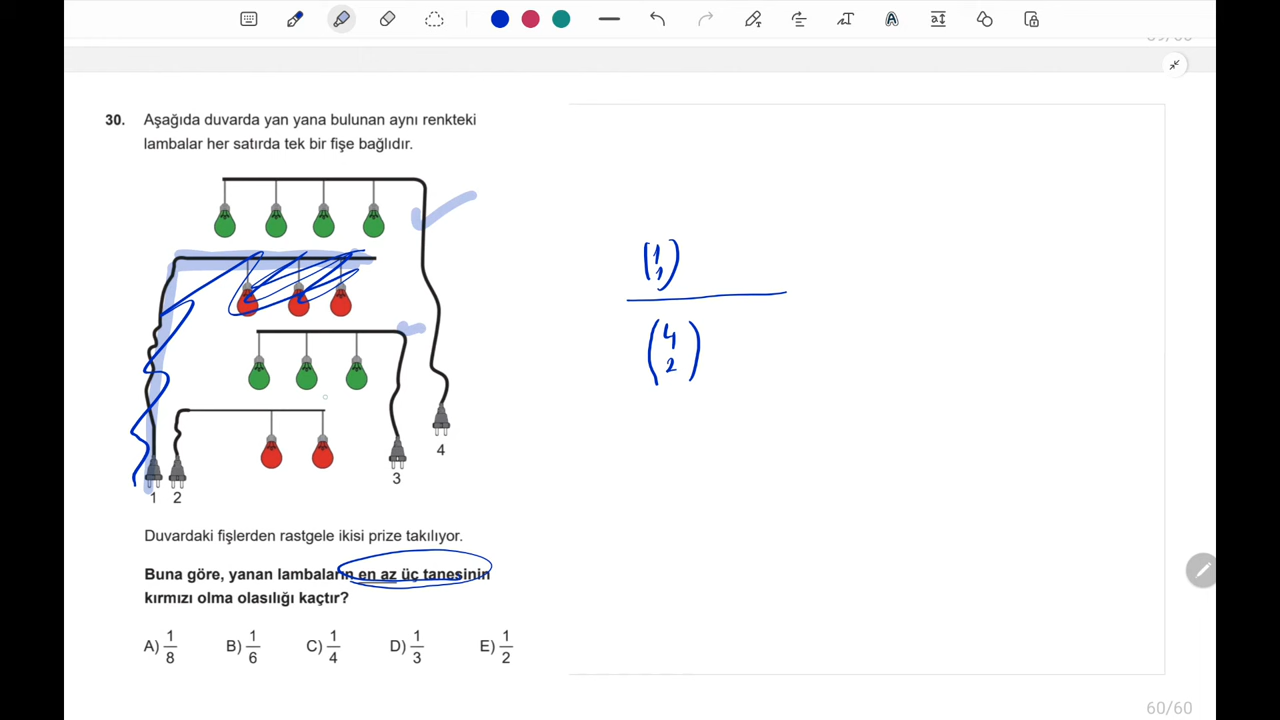 59/60
30. Aşağıda duvarda yan yana bulunan aynı renkteki
lambalar her satırda tek bir fişe bağlıdır.
4
3
1 2
Duvardaki fişlerden rastgele ikisi prize takılıyor.
Buna göre, yanan lambaların en az üç tanesinin
kırmızı olma olasılığı kaçtır?
A) 1/8 B) 1/6 C) 1/4 D) 1/3 E) 1/2
(1
1)
(4
2)
60/60